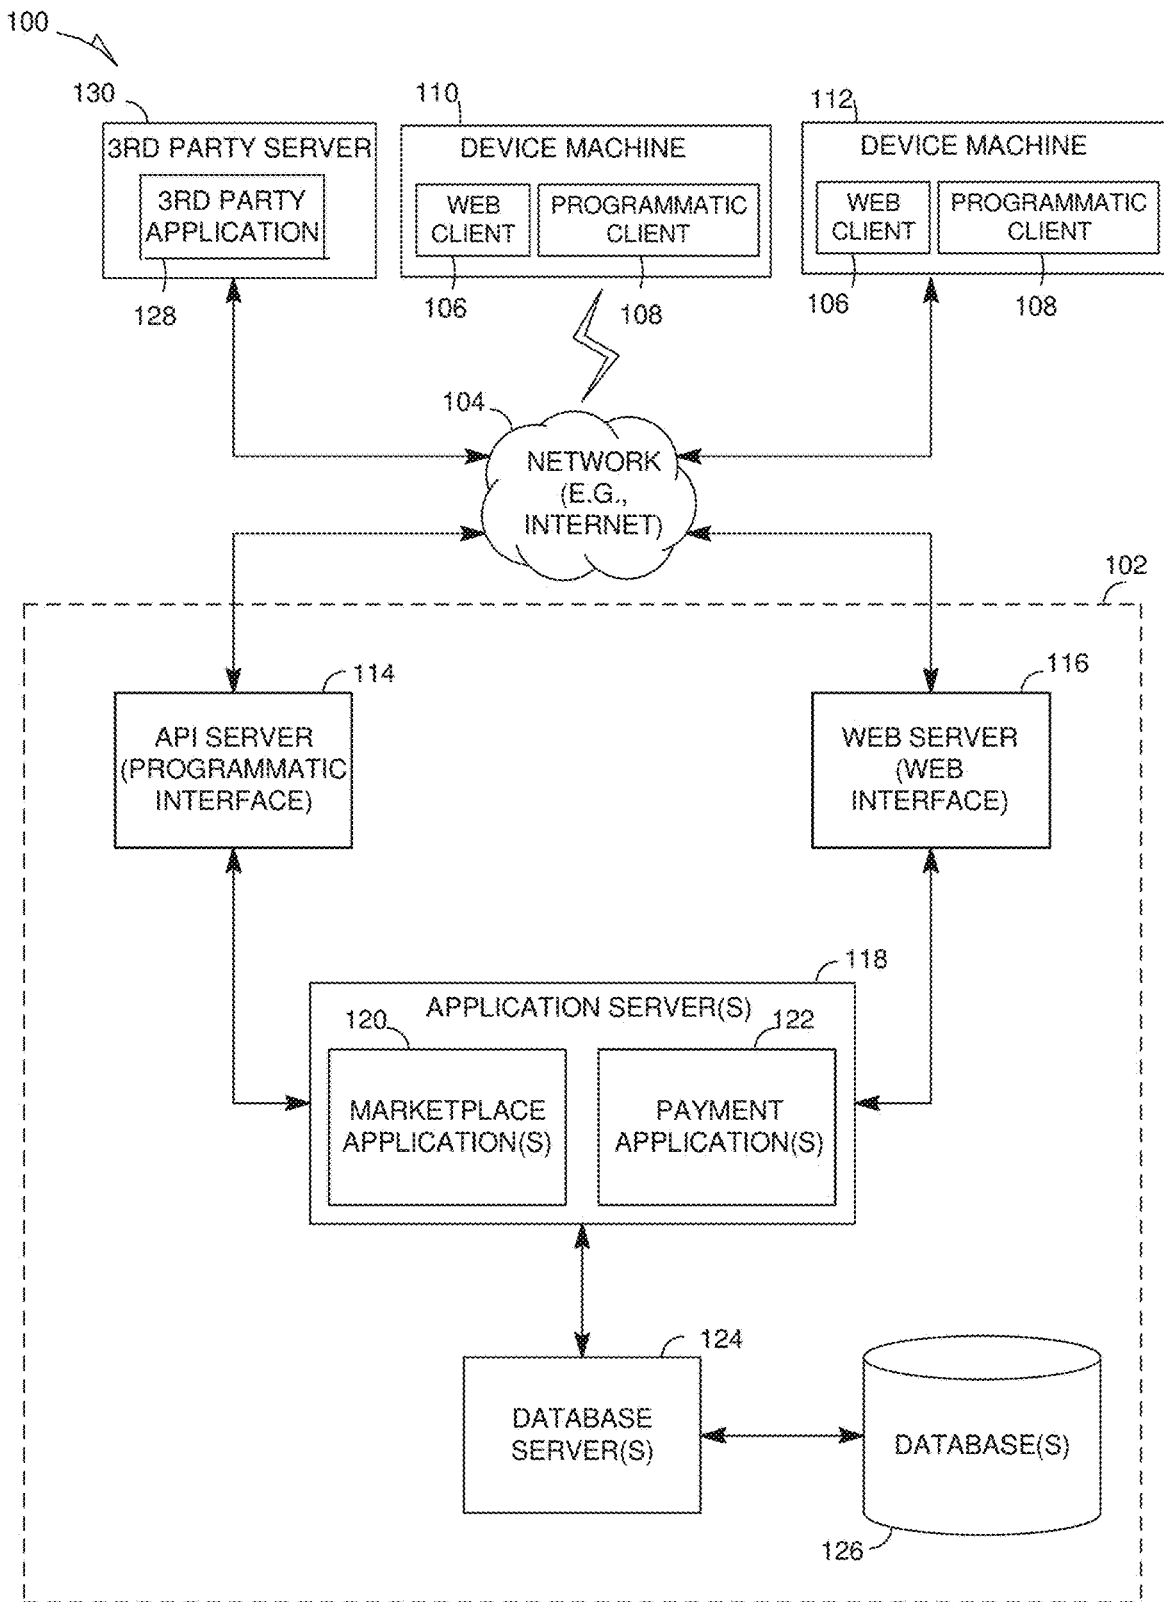 100
130
110
112
3RD PARTY SERVER
3RD PARTY
APPLICATION
128
DEVICE MACHINE
WEB
CLIENT
PROGRAMMATIC
CLIENT
106
108
DEVICE MACHINE
WEB
CLIENT
PROGRAMMATIC
CLIENT
106
108
104
NETWORK
(E.G.,
INTERNET)
102
114
API SERVER
(PROGRAMMATIC
INTERFACE)
116
WEB SERVER
(WEB
INTERFACE)
118
APPLICATION SERVER(S)
120
122
MARKETPLACE
APPLICATION(S)
PAYMENT
APPLICATION(S)
124
DATABASE
SERVER(S)
DATABASE(S)
126